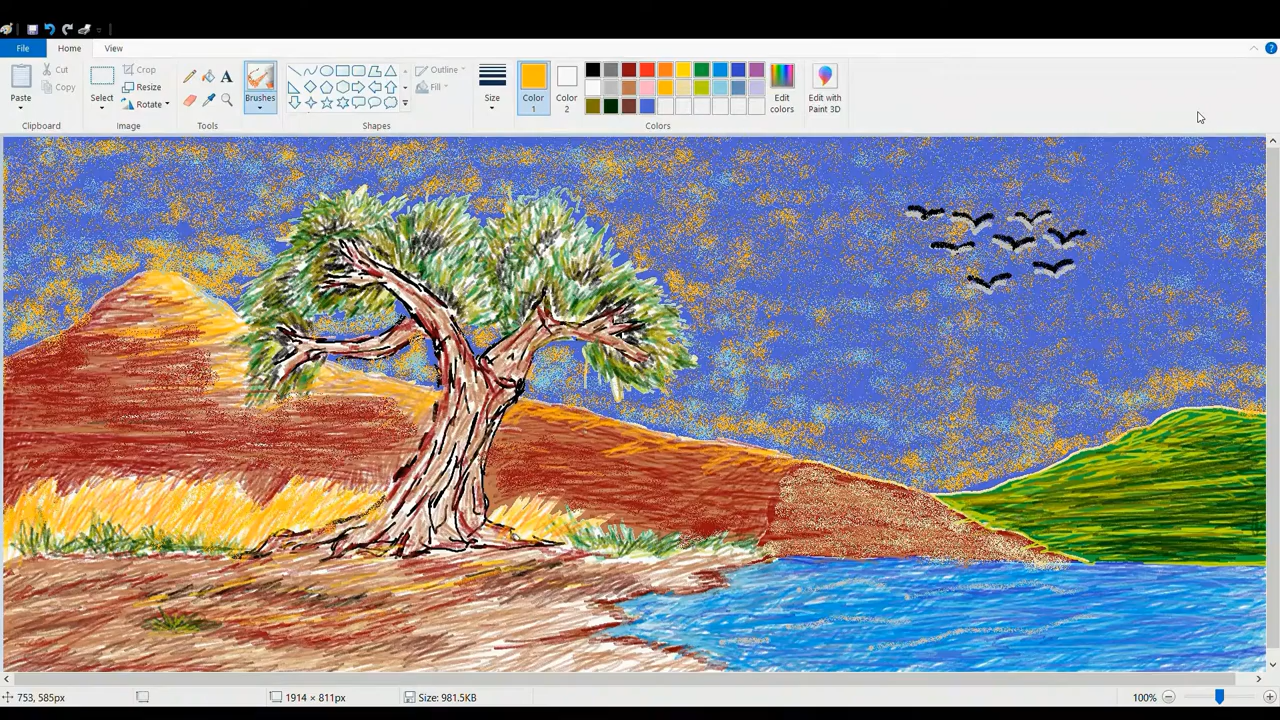 File Home View
Paste
Cut
Copy
Clipboard
Select
Crop
Resize
Rotate
Image
A
Tools
Brushes
Shapes
Outline
Fill
Size
Color
1
Color
2
Colors
Edit
colors
Edit with
Paint 3D
?
753, 585px 1914 × 811px Size: 981.5KB 100%